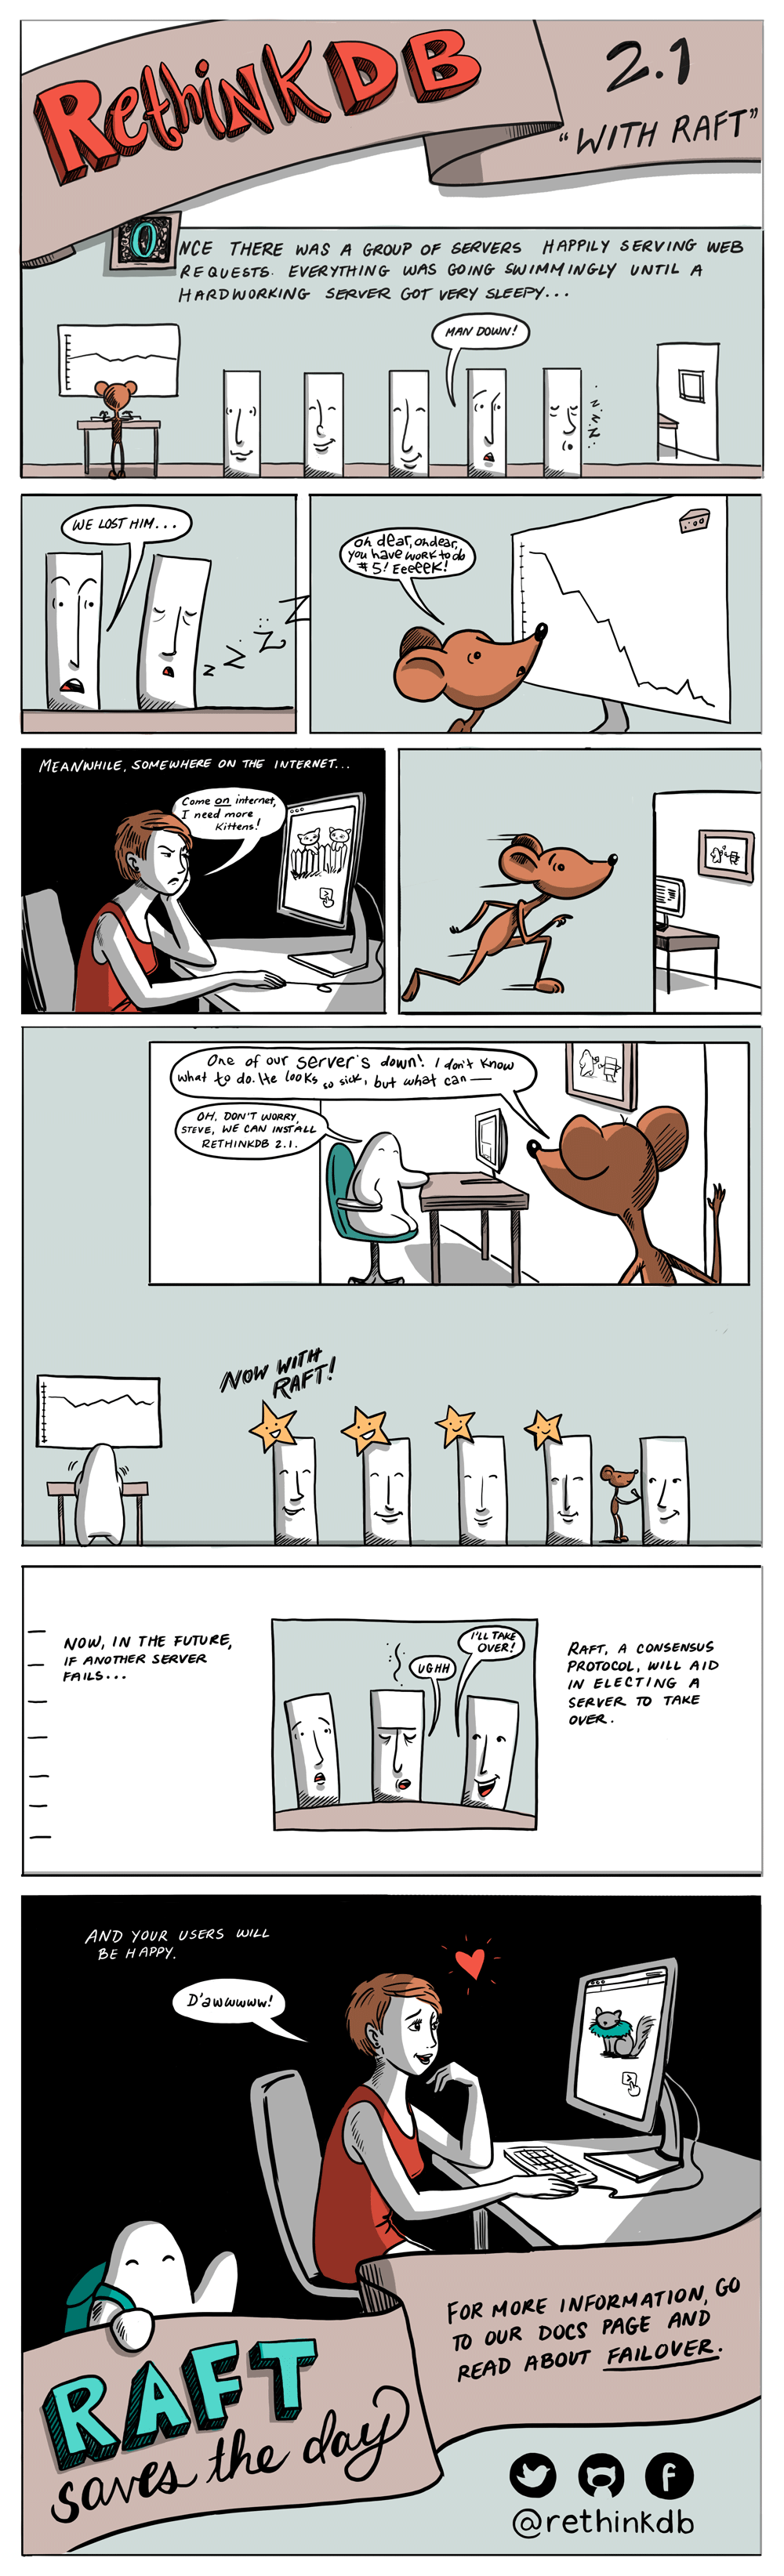 RethinkDB
2.1
"WITH RAFT"
ONCE THERE WAS A GROUP OF SERVERS HAPPILY SERVING WEB
REQUESTS. EVERYTHING WAS GOING SWIMMINGLY UNTIL A
HARDWORKING SERVER GOT VERY SLEEPY...
MAN DOWN!
z.z.z.
WE LOST HIM...
z z z z
oh dear, oh dear,
you have work to do
#5! EeeeeK!
MEANWHILE, SOMEWHERE ON THE INTERNET...
Come on internet,
I need more
Kittens!
One of our server's down! I don't know
what to do. He looks so sick, but what can —
OH, DON'T WORRY,
STEVE, WE CAN INSTALL
RETHINKDB 2.1.
NOW WITH
RAFT!
NOW, IN THE FUTURE,
IF ANOTHER SERVER
FAILS...
I'LL TAKE
OVER!
UGHH
RAFT, A CONSENSUS
PROTOCOL, WILL AID
IN ELECTING A
SERVER TO TAKE
OVER.
AND YOUR USERS WILL
BE HAPPY.
D'awwwww!
FOR MORE INFORMATION, GO
TO OUR DOCS PAGE AND
READ ABOUT FAILOVER.
RAFT
saves the day
@rethinkdb